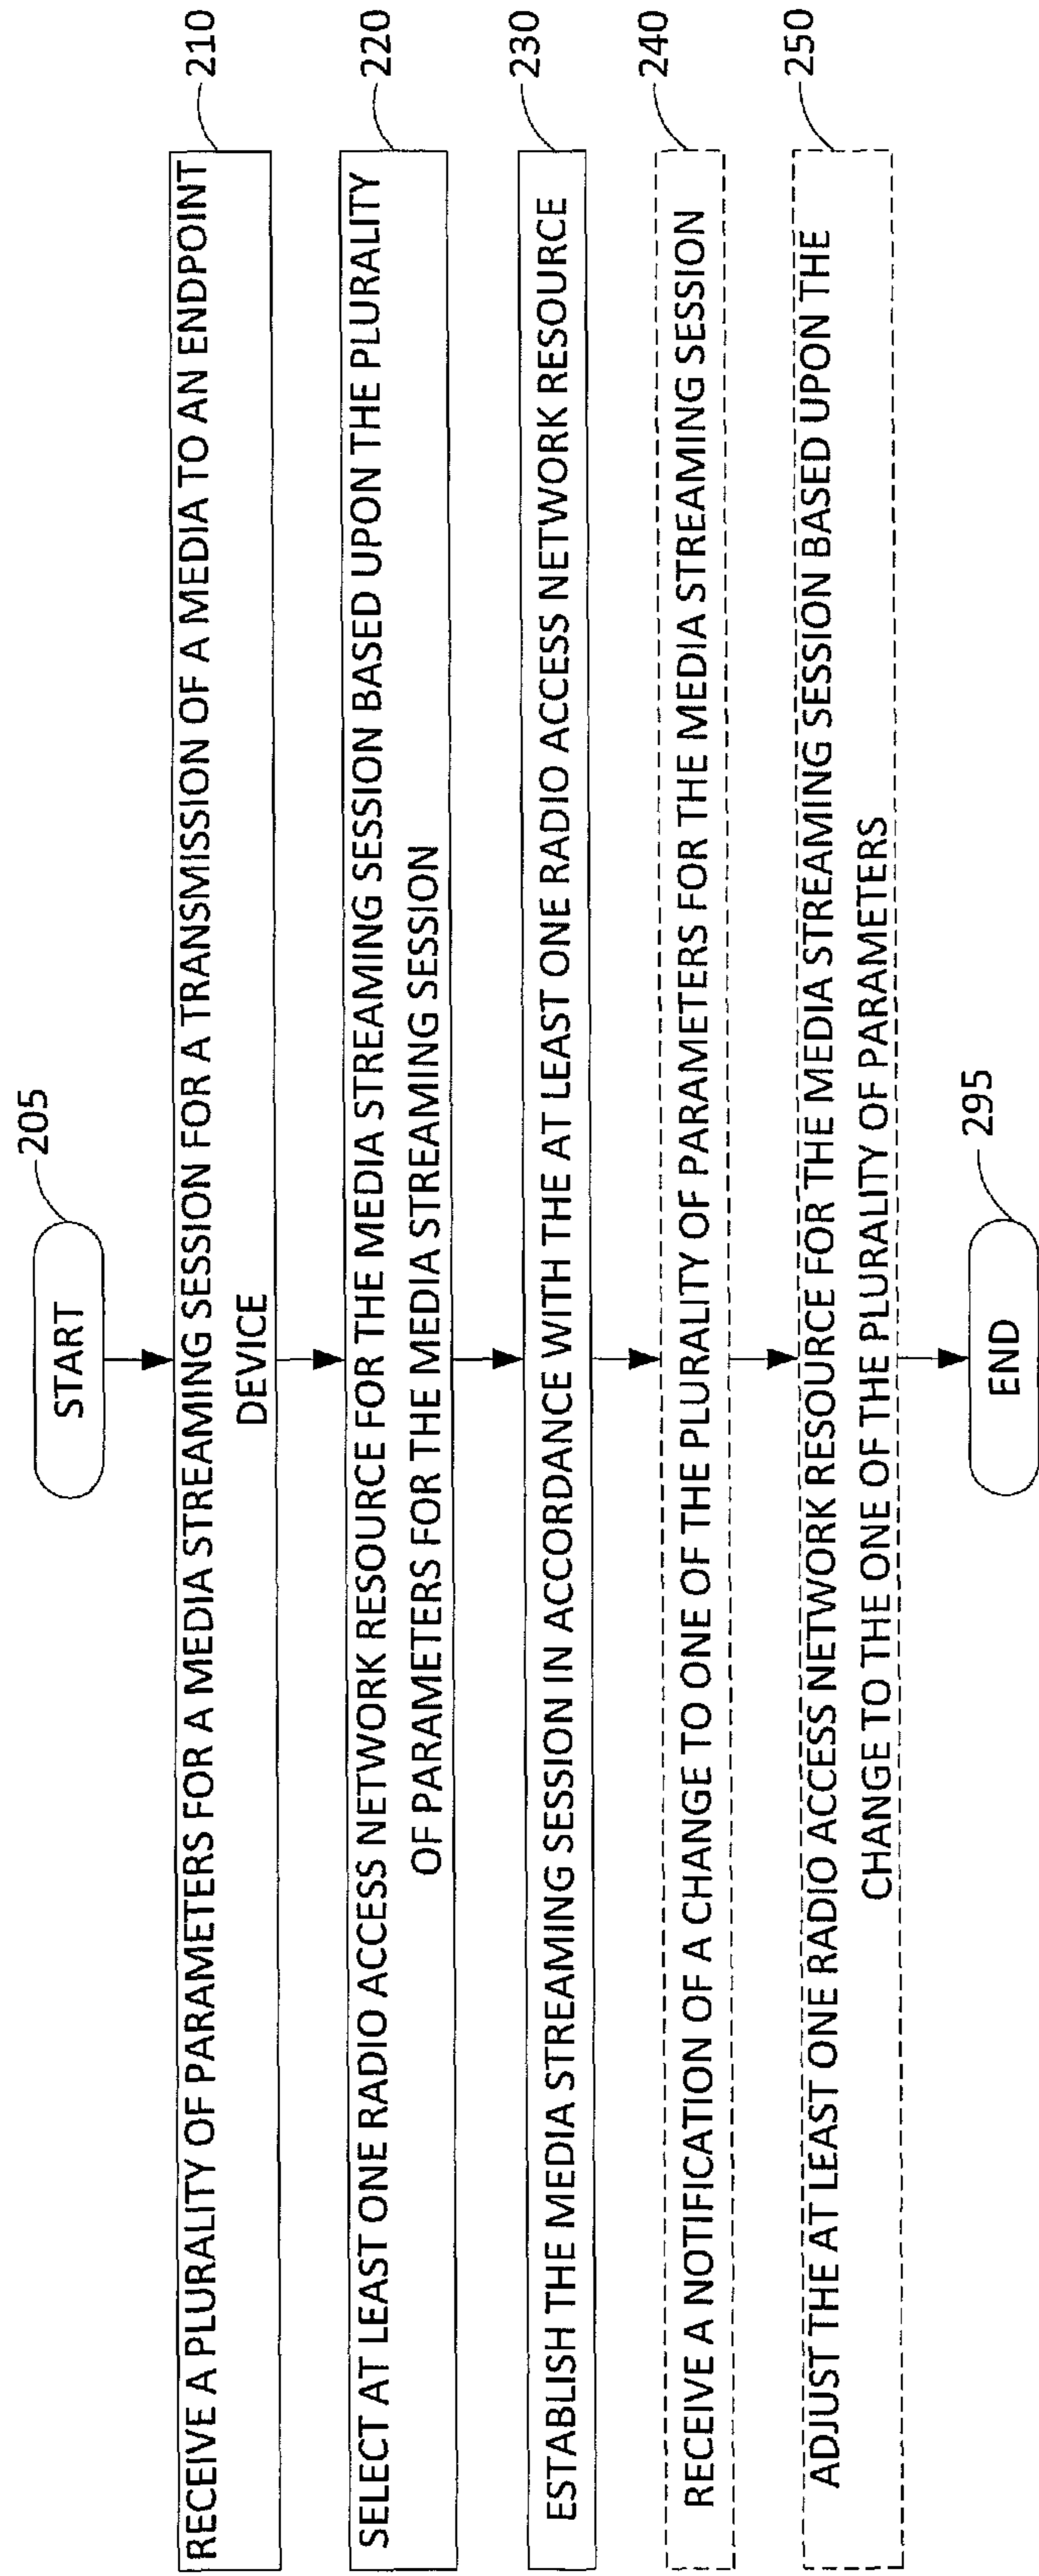 205
START
210
RECEIVE A PLURALITY OF PARAMETERS FOR A MEDIA STREAMING SESSION FOR A TRANSMISSION OF A MEDIA TO AN ENDPOINT
DEVICE
220
SELECT AT LEAST ONE RADIO ACCESS NETWORK RESOURCE FOR THE MEDIA STREAMING SESSION BASED UPON THE PLURALITY
OF PARAMETERS FOR THE MEDIA STREAMING SESSION
230
ESTABLISH THE MEDIA STREAMING SESSION IN ACCORDANCE WITH THE AT LEAST ONE RADIO ACCESS NETWORK RESOURCE
240
RECEIVE A NOTIFICATION OF A CHANGE TO ONE OF THE PLURALITY OF PARAMETERS FOR THE MEDIA STREAMING SESSION
250
ADJUST THE AT LEAST ONE RADIO ACCESS NETWORK RESOURCE FOR THE MEDIA STREAMING SESSION BASED UPON THE
CHANGE TO THE ONE OF THE PLURALITY OF PARAMETERS
295
END